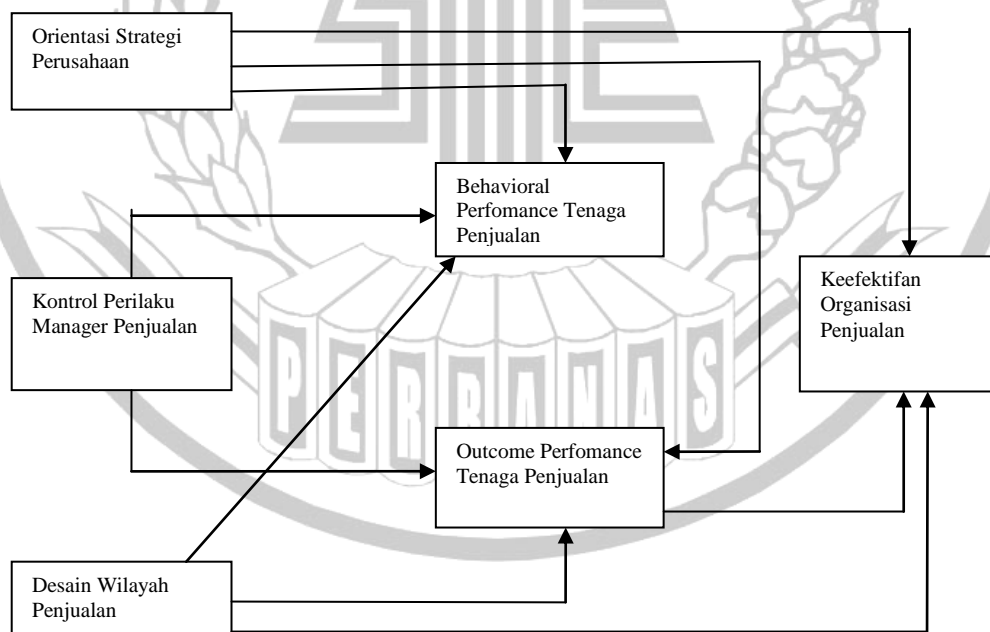 Orientasi Strategi
Perusahaan
Behavioral
Perfomance Tenaga
Penjualan
Kontrol Perilaku
Manager Penjualan
Keefektifan
Organisasi
Penjualan
PERBANAS
Outcome Perfomance
Tenaga Penjualan
Desain Wilayah
Penjualan